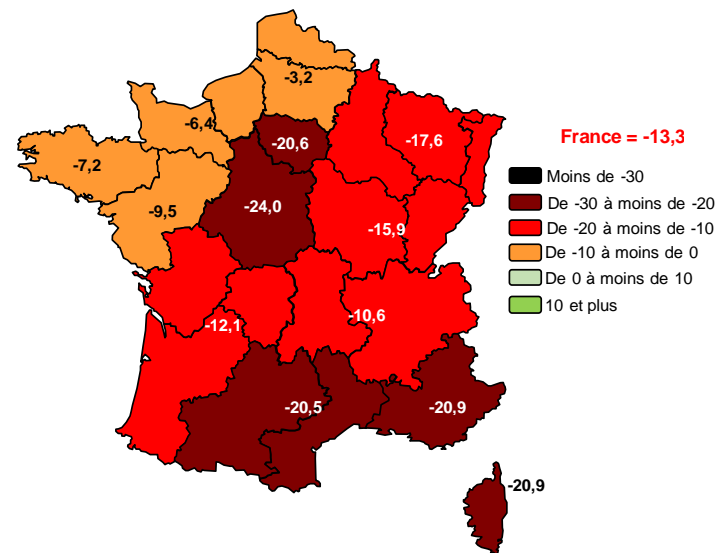 -3,2
-6,4
-20,6
-17,6
France = -13,3
-7,2
Moins de -30
-9,5
-24,0
De -30 à moins de -20
De -20 à moins de -10
-15,9
De -10 à moins de 0
De 0 à moins de 10
10 et plus
-10,6
-12,1
-20,5
-20,9
-20,9